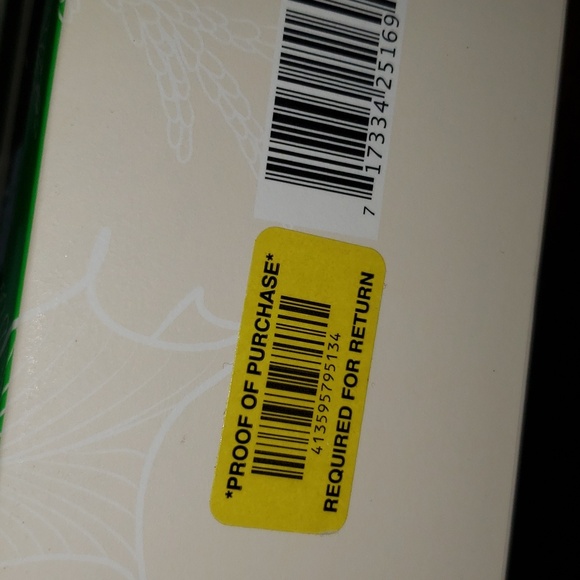 7 17334 25169
*PROOF OF PURCHASE*
413595795134
REQUIRED FOR RETURN